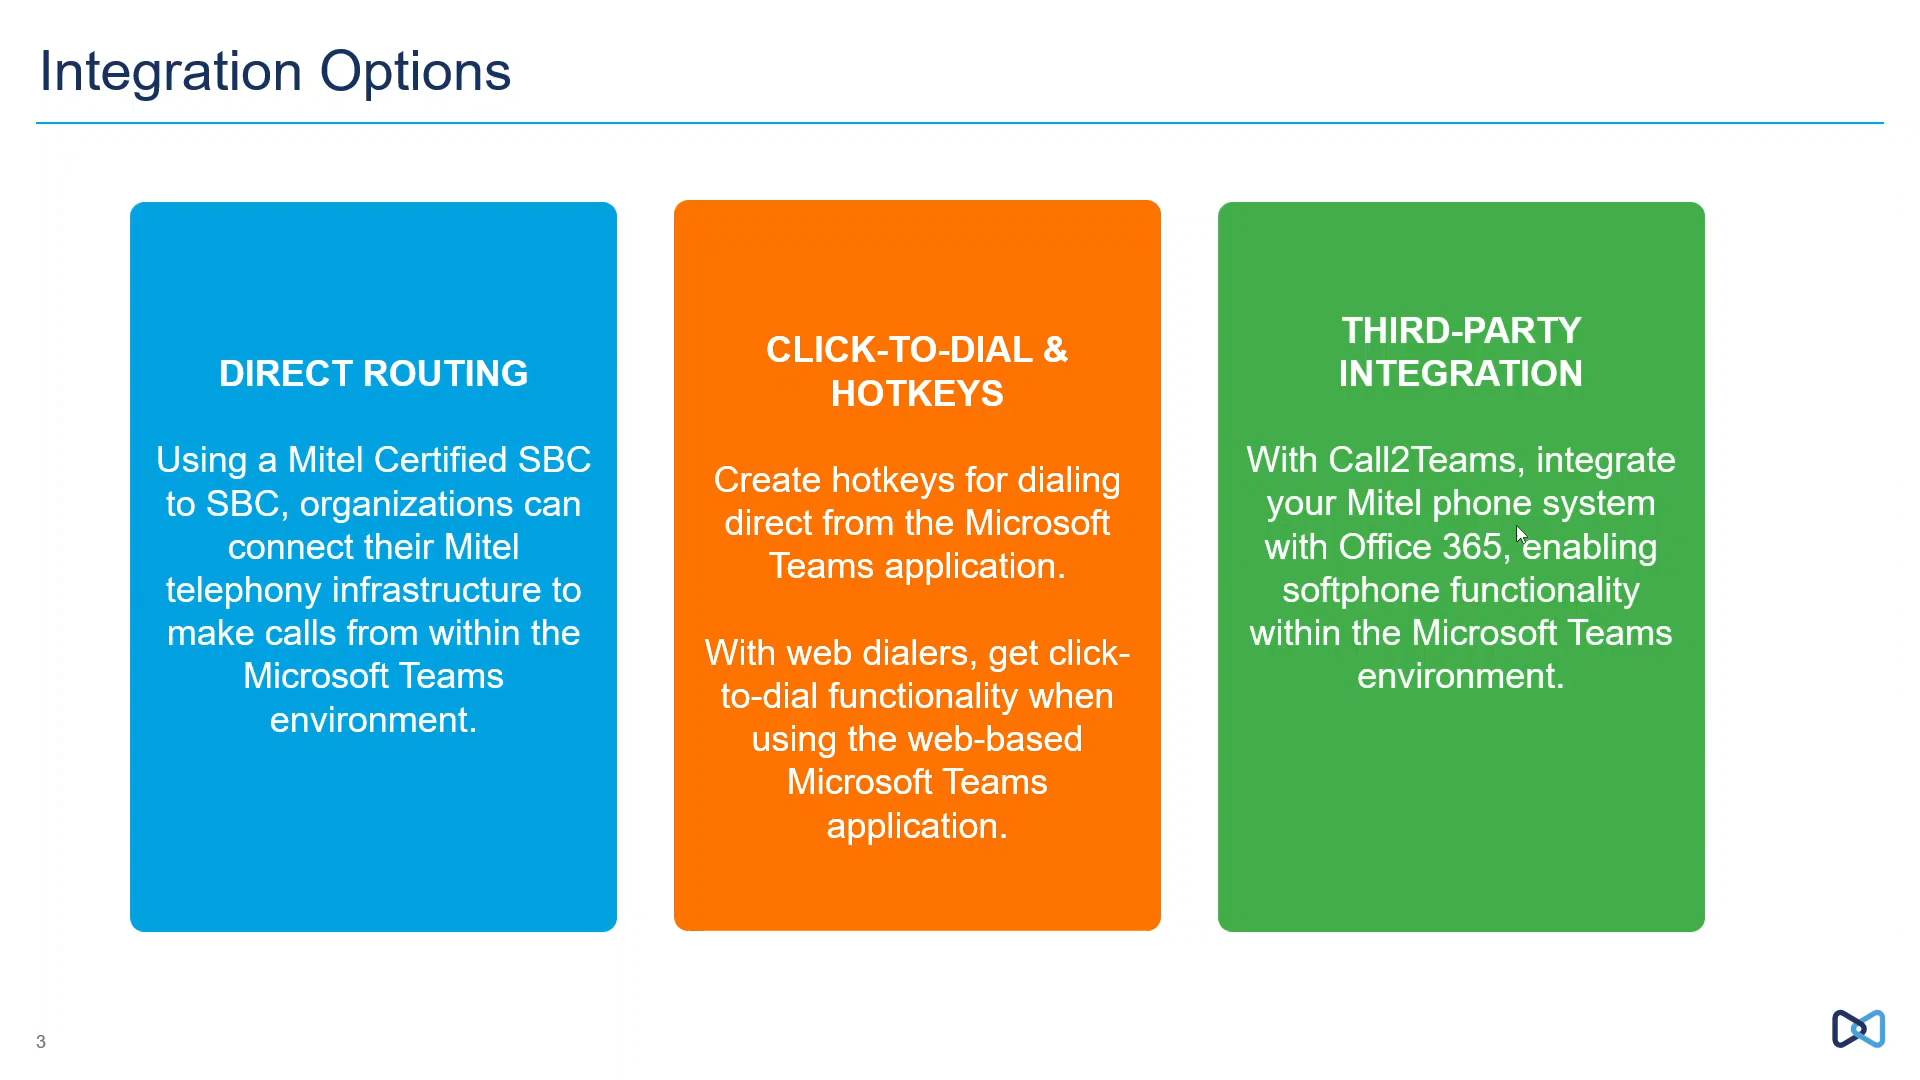 Integration Options
DIRECT ROUTING
Using a Mitel Certified SBC
to SBC, organizations can
connect their Mitel
telephony infrastructure to
make calls from within the
Microsoft Teams
environment.
CLICK-TO-DIAL &
HOTKEYS
Create hotkeys for dialing
direct from the Microsoft
Teams application.
With web dialers, get click-
to-dial functionality when
using the web-based
Microsoft Teams
application.
THIRD-PARTY
INTEGRATION
With Call2Teams, integrate
your Mitel phone system
with Office 365, enabling
softphone functionality
within the Microsoft Teams
environment.
3